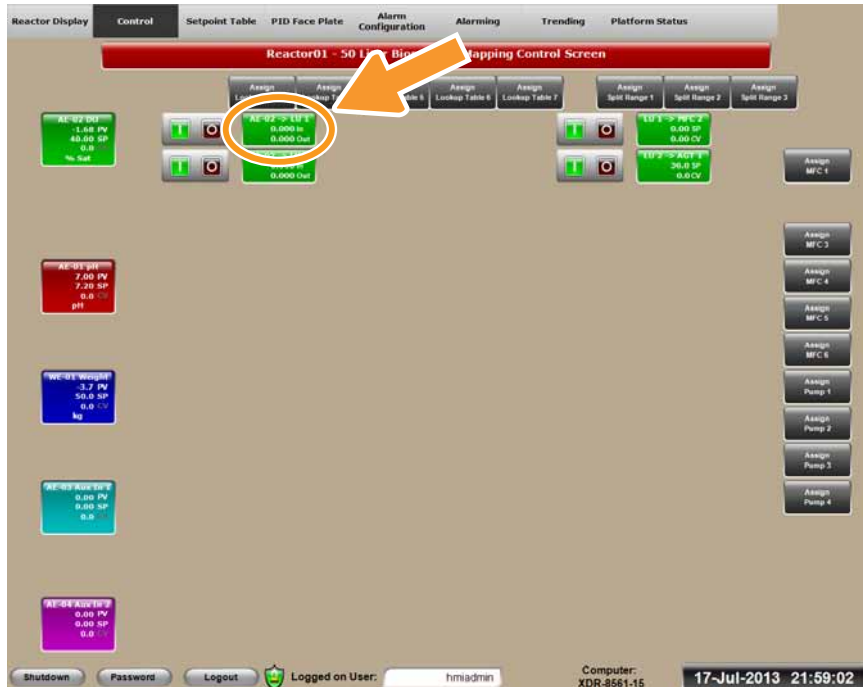 Reactor Display Control Setpoint Table PID Face Plate Alarm Configuration Alarming Trending Platform Status
Reactor01 - 50 Mapping Control Screen
Assign
Assign
Assign Lookup Table 6
Assign Lookup Table 7
Assign Split Range 1
Assign Split Range 2
Assign Split Range 3
AE-02 DO
-1.68 PV
40.00 SP
0.0
% Sat
AE-02 -> LU 1
0.000 In
0.000 Out
LU 1 -> MFC 2
0.00 SP
0.00 CV
0.000 Out
LU 2 -> AGT 1
36.0 SP
0.0 CV
Assign
MFC 1
Assign
MFC 3
AE-01 pH
7.00 PV
7.20 SP
0.0 CV
pH
Assign
MFC 4
Assign
MFC 5
Assign
MFC 6
WE-01 Weight
-3.7 PV
50.0 SP
0.0 CV
kg
Assign
Pump 1
Assign
Pump 2
Assign
Pump 3
AE-03 Aux In 1
0.00 PV
0.00 SP
0.0
Assign
Pump 4
AE-04 Aux In 2
0.00 PV
0.00 SP
0.0 CV
Shutdown Password Logout Logged on User: hmiadmin Computer:
XDR-8561-15
17-Jul-2013 21:59:02